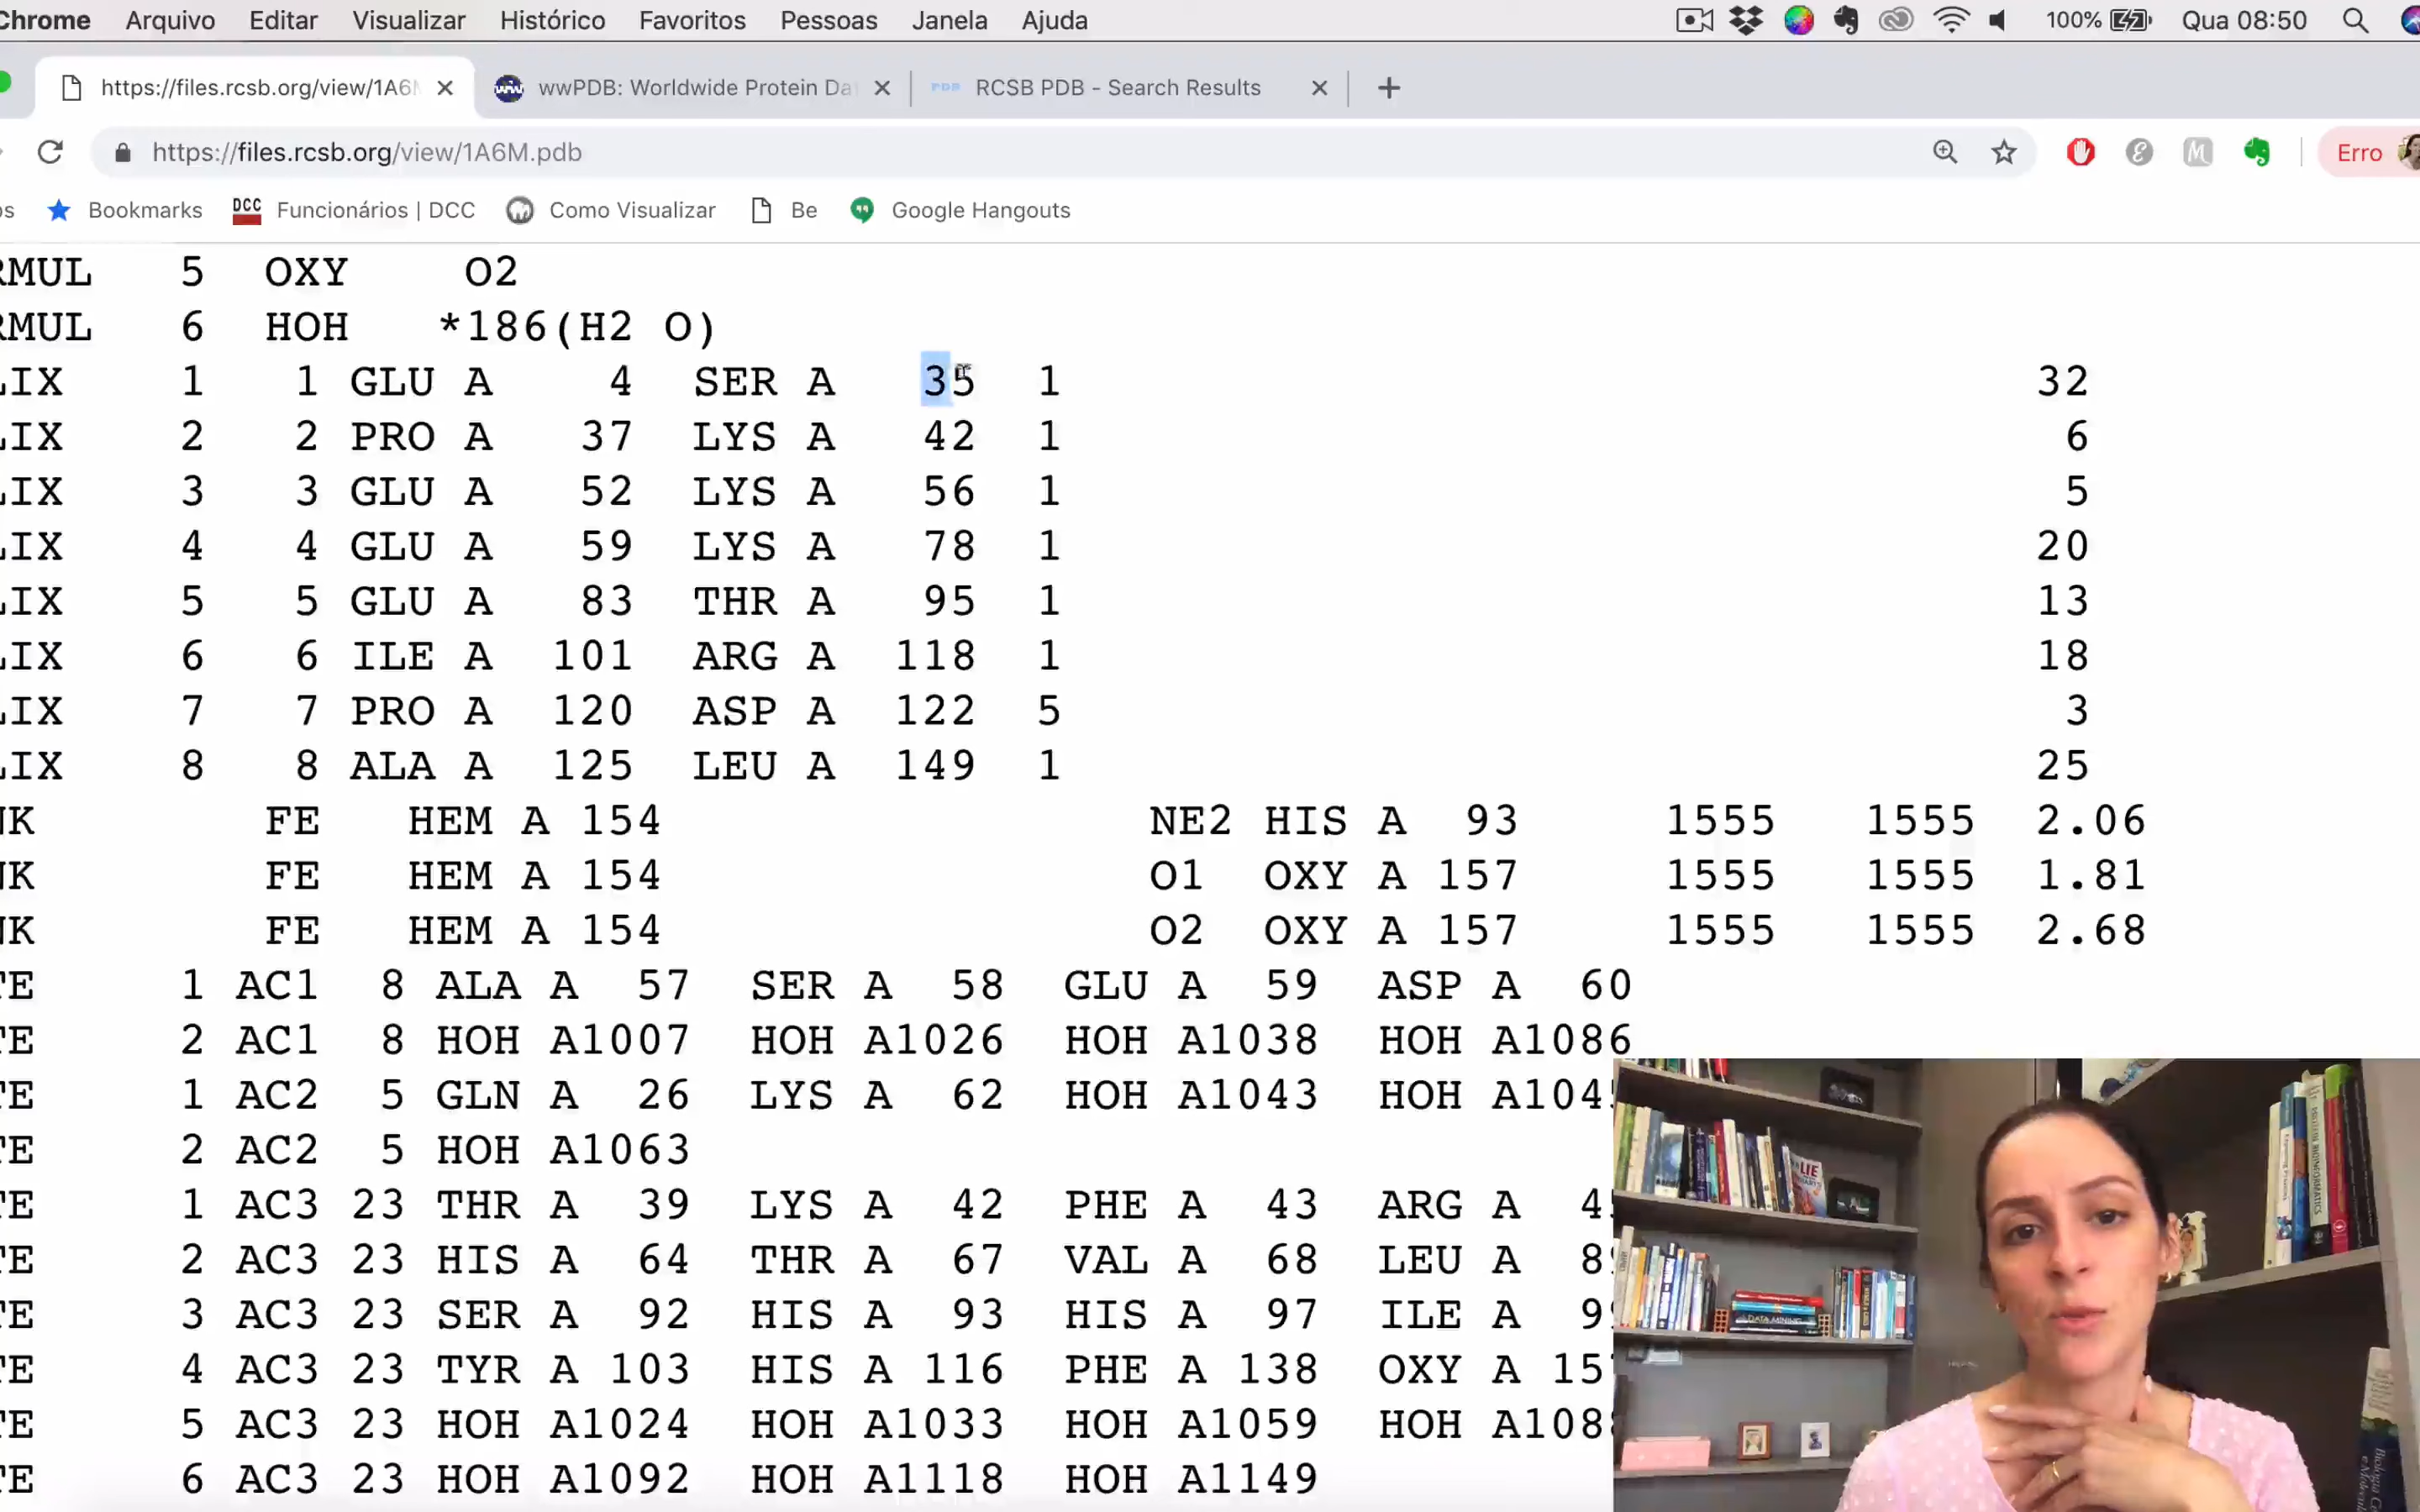 Chrome Arquivo Editar Visualizar Histórico Favoritos Pessoas Janela Ajuda 100% Qua 08:50
https://files.rcsb.org/view/1A6M wwPDB: Worldwide Protein Da RCSB PDB - Search Results
https://files.rcsb.org/view/1A6M.pdb Erro
os Bookmarks DCC Funcionários | DCC Como Visualizar Be Google Hangouts
RMUL 5 OXY O2
RMUL 6 HOH *186(H2 O)
LIX 1 1 GLU A 4 SER A 35 1 32
LIX 2 2 PRO A 37 LYS A 42 1 6
LIX 3 3 GLU A 52 LYS A 56 1 5
LIX 4 4 GLU A 59 LYS A 78 1 20
LIX 5 5 GLU A 83 THR A 95 1 13
LIX 6 6 ILE A 101 ARG A 118 1 18
LIX 7 7 PRO A 120 ASP A 122 5 3
LIX 8 8 ALA A 125 LEU A 149 1 25
NK FE HEM A 154 NE2 HIS A 93 1555 1555 2.06
NK FE HEM A 154 O1 OXY A 157 1555 1555 1.81
NK FE HEM A 154 O2 OXY A 157 1555 1555 2.68
TE 1 AC1 8 ALA A 57 SER A 58 GLU A 59 ASP A 60
TE 2 AC1 8 HOH A1007 HOH A1026 HOH A1038 HOH A1086
TE 1 AC2 5 GLN A 26 LYS A 62 HOH A1043 HOH A104
TE 2 AC2 5 HOH A1063
TE 1 AC3 23 THR A 39 LYS A 42 PHE A 43 ARG A 4
TE 2 AC3 23 HIS A 64 THR A 67 VAL A 68 LEU A 8
TE 3 AC3 23 SER A 92 HIS A 93 HIS A 97 ILE A 9
TE 4 AC3 23 TYR A 103 HIS A 116 PHE A 138 OXY A 15
TE 5 AC3 23 HOH A1024 HOH A1033 HOH A1059 HOH A108
TE 6 AC3 23 HOH A1092 HOH A1118 HOH A1149
LIE
DATA MINING